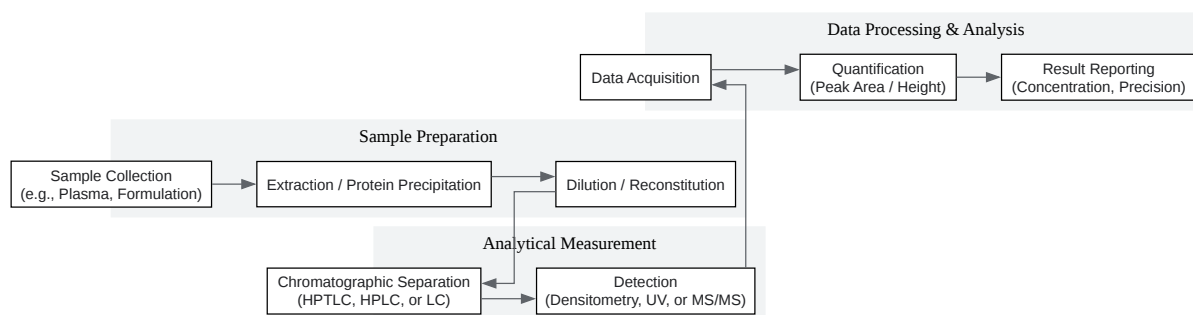 Data Processing & Analysis
Data Acquisition
Quantification
(Peak Area / Height)
Result Reporting
(Concentration, Precision)
Sample Preparation
Sample Collection
(e.g., Plasma, Formulation)
Extraction / Protein Precipitation
Dilution / Reconstitution
Analytical Measurement
Chromatographic Separation
(HPTLC, HPLC, or LC)
Detection
(Densitometry, UV, or MS/MS)